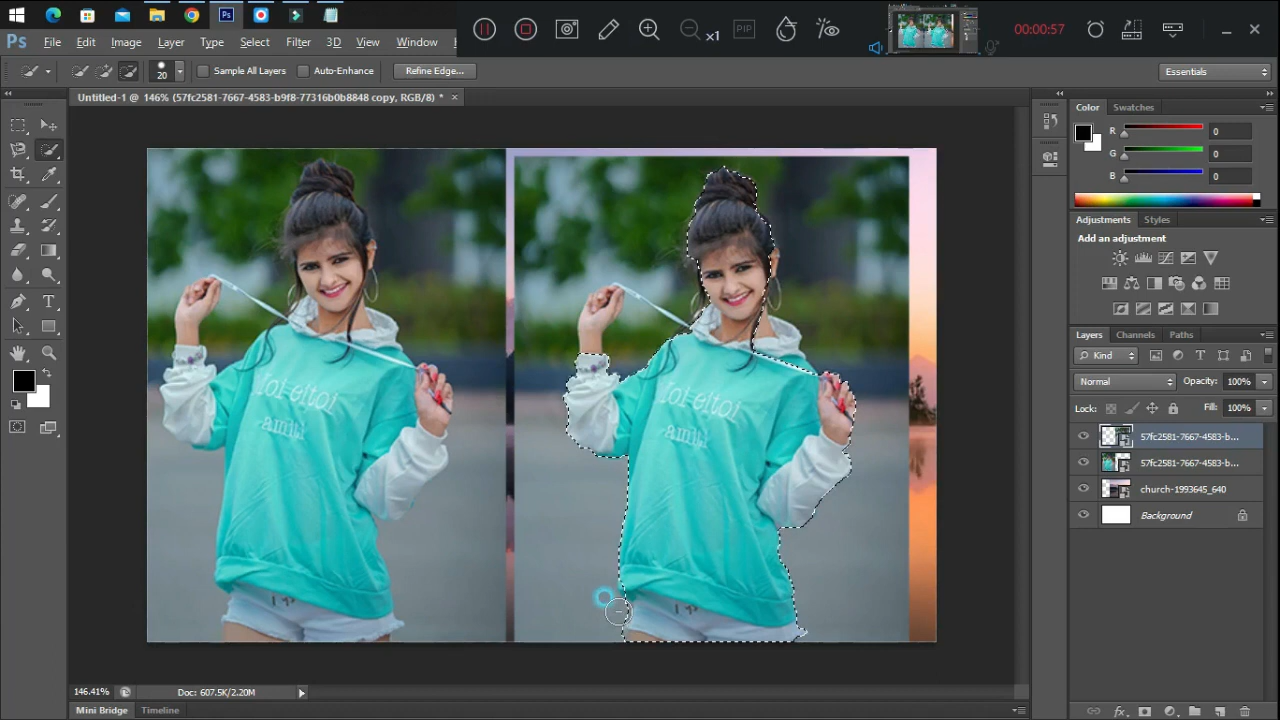 x1
PIP
00:00:57
Ps File Edit Image Layer Type Select Filter 3D View Window
20 Sample All Layers Auto-Enhance Refine Edge... Essentials
Untitled-1 @ 146% (57fc2581-7667-4583-b9f8-77316b0b8848 copy, RGB/8) *
Color Swatches
R 0
G 0
B 0
Adjustments Styles
Add an adjustment
Layers Channels Paths
Kind
Normal Opacity: 100%
Lock: Fill: 100%
57fc2581-7667-4583-b...
57fc2581-7667-4583-b...
church-1993645_640
Background
146.41% Doc: 607.5K/2.20M
Mini Bridge Timeline